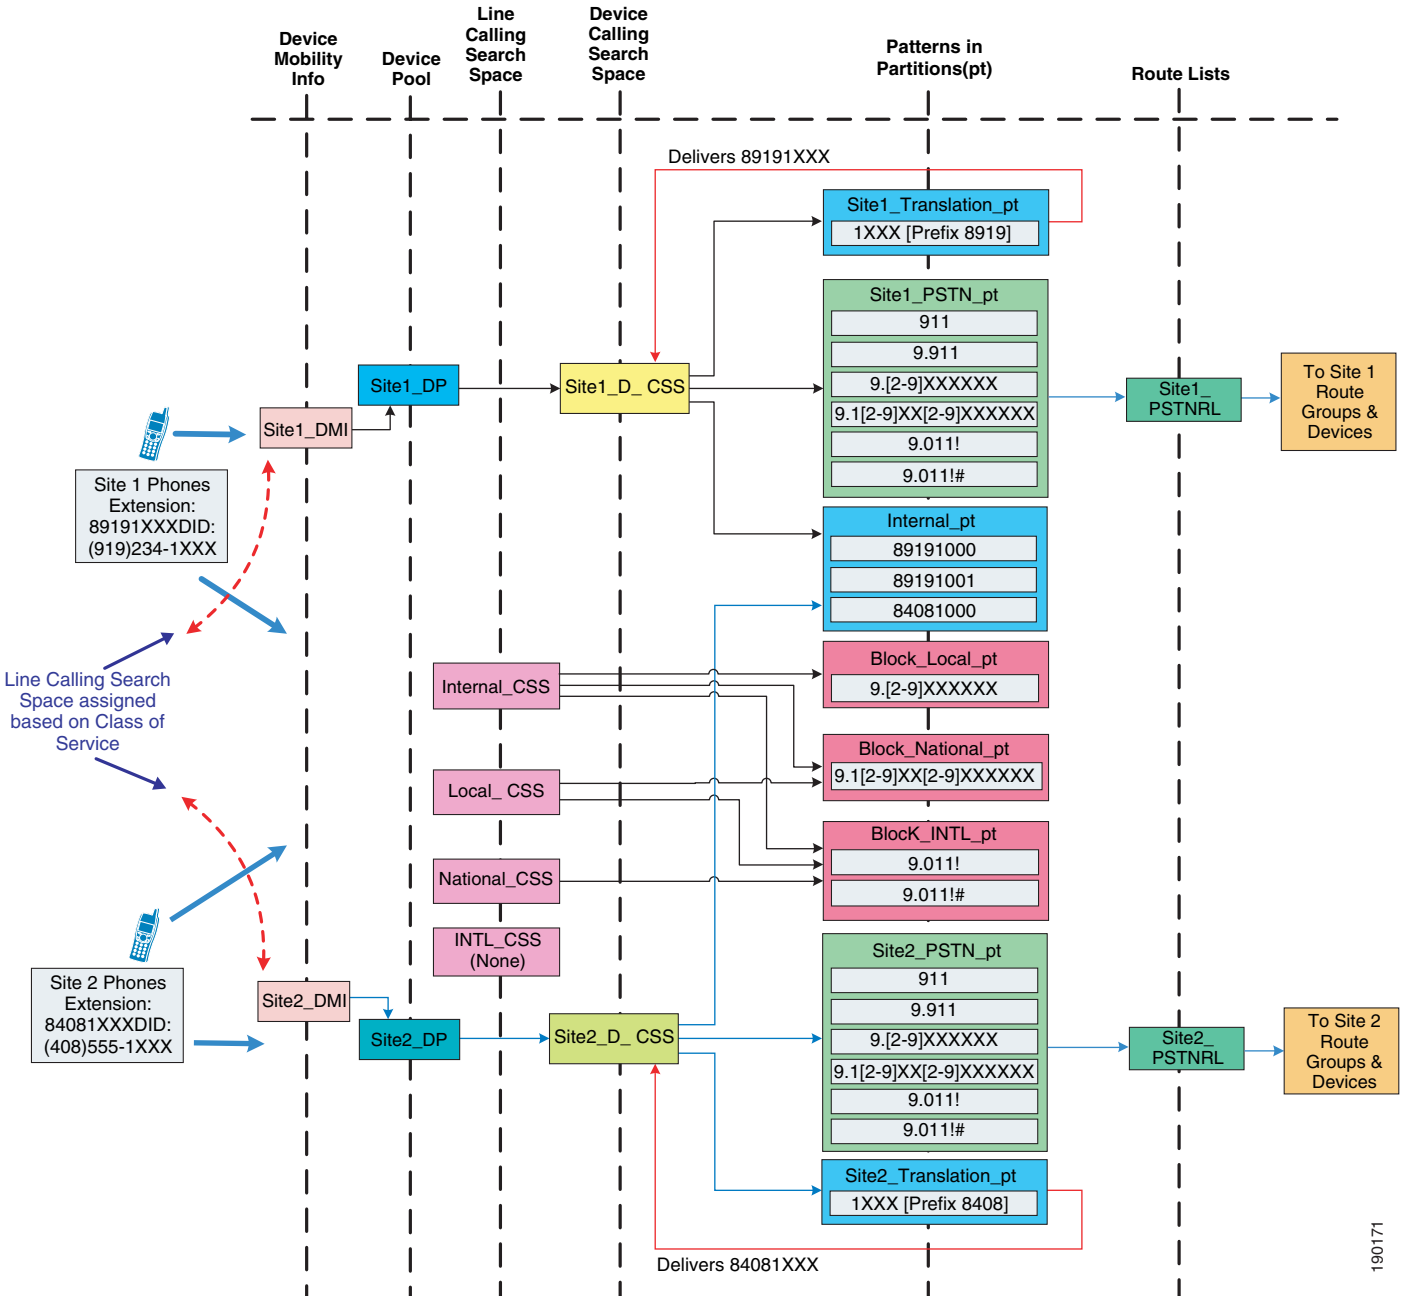 Device
Mobility
Info
Device
Pool
Line
Calling
Search
Space
Device
Calling
Search
Space
Patterns in
Partitions(pt)
Route Lists
Delivers 89191XXX
Site1_Translation_pt
1XXX [Prefix 8919]
Site1_PSTN_pt
911
9.911
9.[2-9]XXXXXX
9.1[2-9]XX[2-9]XXXXXX
9.011!
9.011!#
Site1_DP
Site1_D_ CSS
Site1_DMI
Site1_
PSTNRL
To Site 1
Route
Groups &
Devices
Site 1 Phones
Extension:
89191XXXDID:
(919)234-1XXX
Internal_pt
89191000
89191001
84081000
Line Calling Search
Space assigned
based on Class of
Service
Internal_CSS
Block_Local_pt
9.[2-9]XXXXXX
Block_National_pt
9.1[2-9]XX[2-9]XXXXXX
Local_ CSS
BlocK_INTL_pt
9.011!
9.011!#
National_CSS
INTL_CSS
(None)
Site 2 Phones
Extension:
84081XXXDID:
(408)555-1XXX
Site2_DMI
Site2_DP
Site2_D_ CSS
Site2_PSTN_pt
911
9.911
9.[2-9]XXXXXX
9.1[2-9]XX[2-9]XXXXXX
9.011!
9.011!#
Site2_
PSTNRL
To Site 2
Route
Groups &
Devices
Site2_Translation_pt
1XXX [Prefix 8408]
Delivers 84081XXX
190171